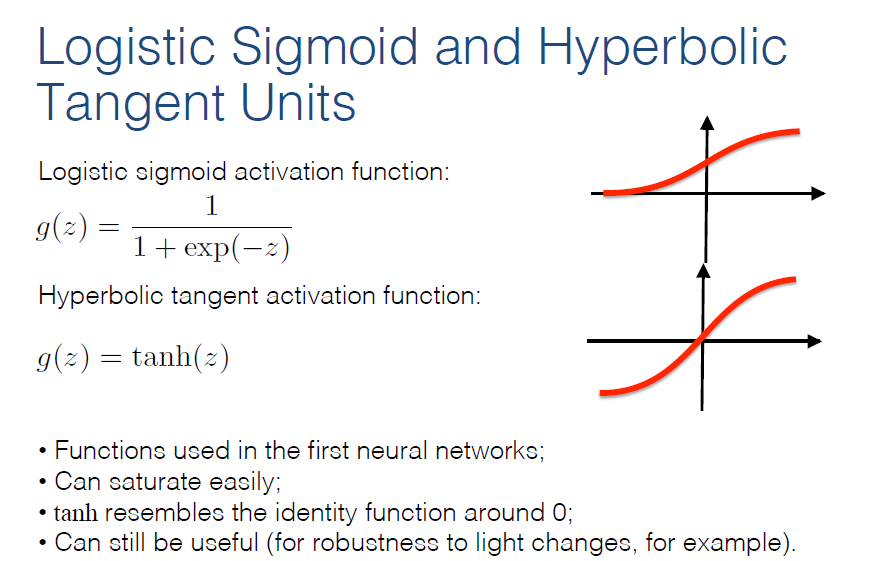 Logistic Sigmoid and Hyperbolic
Tangent Units
Logistic sigmoid activation function:
g(z) = 1 / (1 + exp(−z))
Hyperbolic tangent activation function:
g(z) = tanh(z)
• Functions used in the first neural networks;
• Can saturate easily;
• tanh resembles the identity function around 0;
• Can still be useful (for robustness to light changes, for example).